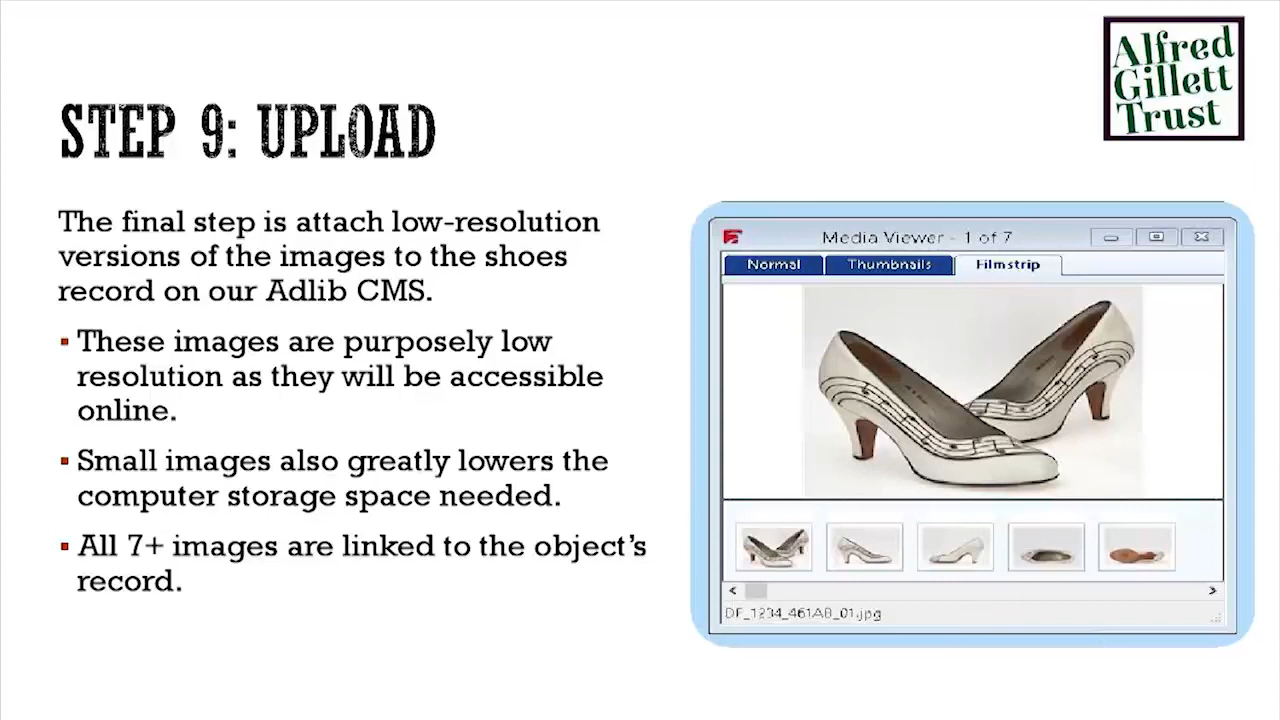 Alfred
Gillett
Trust
STEP 9: UPLOAD
The final step is attach low-resolution
versions of the images to the shoes
record on our Adlib CMS.
▪ These images are purposely low
resolution as they will be accessible
online.
▪ Small images also greatly lowers the
computer storage space needed.
▪ All 7+ images are linked to the object's
record.
Media Viewer - 1 of 7
Normal Thumbnails Filmstrip
DF_1234_461AB_01.jpg